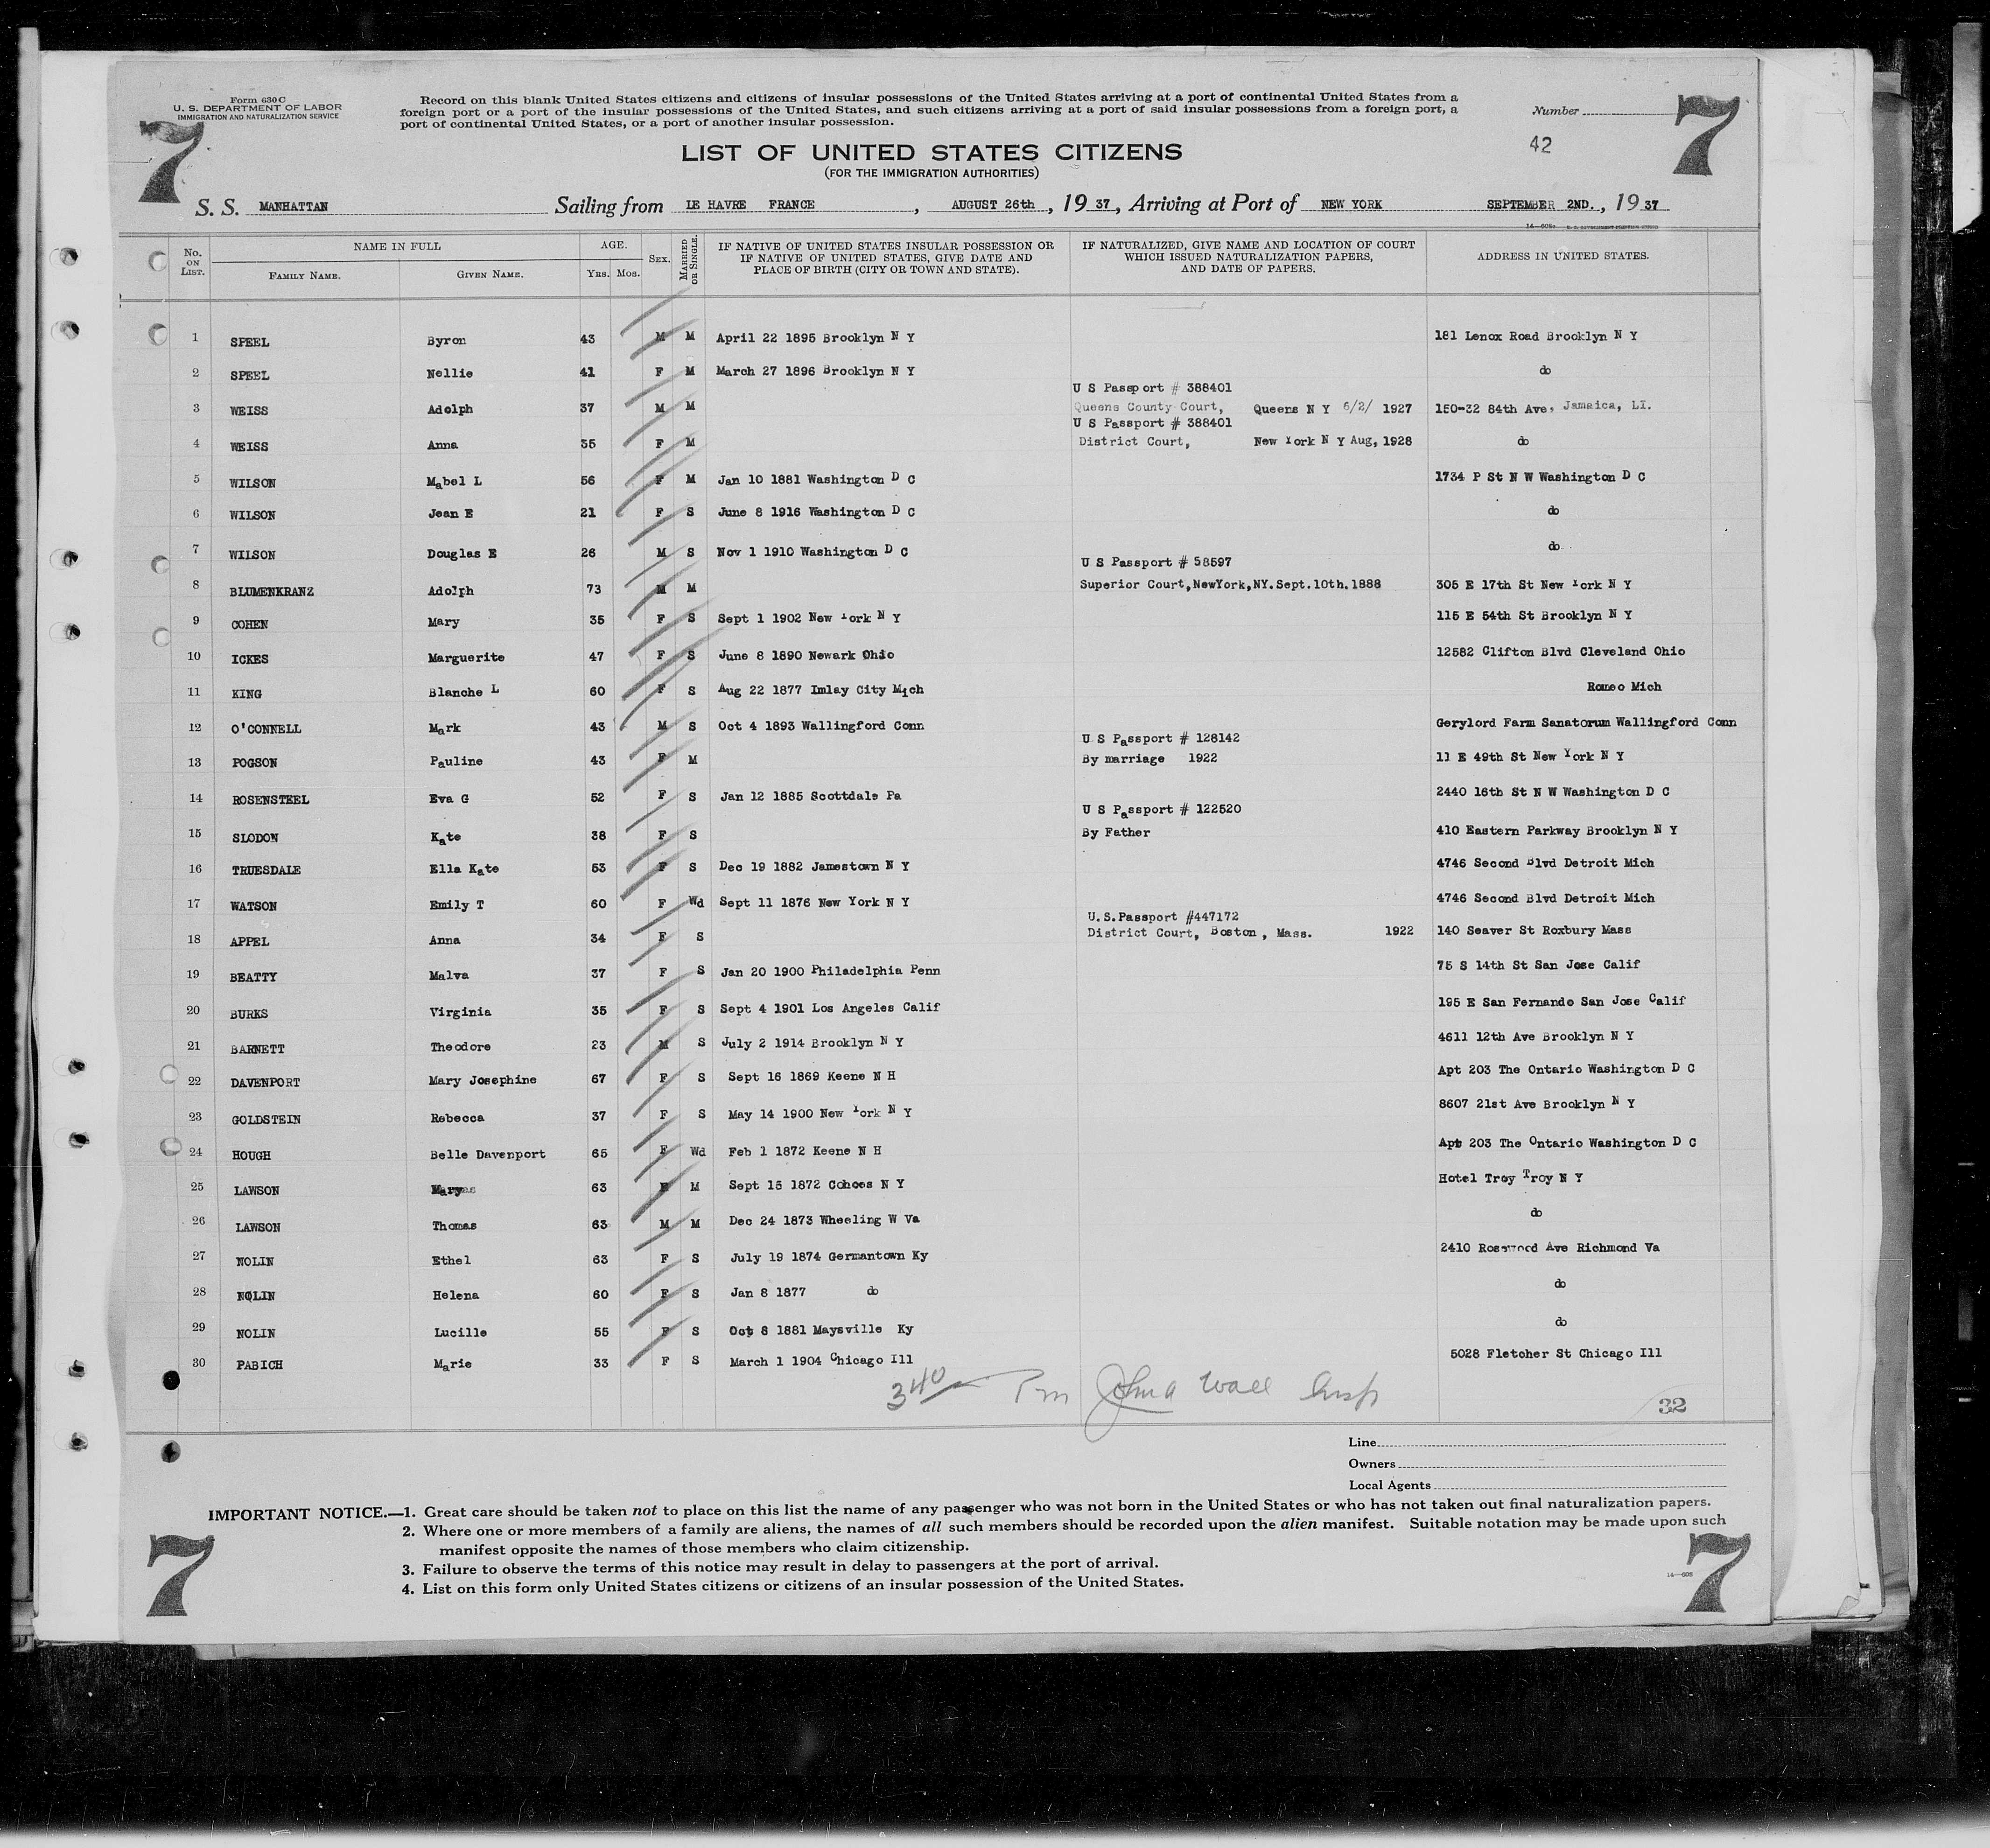 Form 630 C
U. S. DEPARTMENT OF LABOR
IMMIGRATION AND NATURALIZATION SERVICE
7
Record on this blank United States citizens and citizens of insular possessions of the United States arriving at a port of continental United States from a
foreign port or a port of the insular possessions of the United States, and such citizens arriving at a port of said insular possessions from a foreign port, a
port of continental United States, or a port of another insular possession.
Number
42
7
LIST OF UNITED STATES CITIZENS
(FOR THE IMMIGRATION AUTHORITIES)
S. S. MANHATTAN Sailing from LE HAVRE FRANCE, AUGUST 26th, 1937, Arriving at Port of NEW YORK SEPTEMBER 2ND., 1937
No. ON LIST. NAME IN FULL FAMILY NAME. GIVEN NAME. AGE. YRS. MOS. SEX. MARRIED OR SINGLE. IF NATIVE OF UNITED STATES INSULAR POSSESSION OR IF NATIVE OF UNITED STATES, GIVE DATE AND PLACE OF BIRTH (CITY OR TOWN AND STATE). IF NATURALIZED, GIVE NAME AND LOCATION OF COURT WHICH ISSUED NATURALIZATION PAPERS, AND DATE OF PAPERS. ADDRESS IN UNITED STATES.
1 SPEEL Byron 43 M M April 22 1895 Brooklyn N Y 181 Lenox Road Brooklyn N Y
2 SPEEL Nellie 41 F M March 27 1896 Brooklyn N Y do
U S Passport # 388401
3 WEISS Adolph 37 M M Queens County Court, Queens N Y 6/2/ 1927 150-32 84th Ave, Jamaica, LI.
U S Passport # 388401
4 WEISS Anna 35 F M District Court, New York N Y Aug, 1928 do
5 WILSON Mabel L 56 F M Jan 10 1881 Washington D C 1734 P St N W Washington D C
6 WILSON Jean E 21 F S June 8 1916 Washington D C do
7 WILSON Douglas E 26 M S Nov 1 1910 Washington D C do
U S Passport # 58597
8 BLUMENKRANZ Adolph 73 M M Superior Court,NewYork,NY.Sept.10th.1888 305 E 17th St New York N Y
9 COHEN Mary 35 F S Sept 1 1902 New York N Y 115 E 54th St Brooklyn N Y
10 ICKES Marguerite 47 F S June 8 1890 Newark Ohio 12582 Clifton Blvd Cleveland Ohio
11 KING Blanche L 60 F S Aug 22 1877 Imlay City Mich Romeo Mich
12 O'CONNELL Mark 43 M S Oct 4 1893 Wallingford Conn Gerylord Farm Sanatorum Wallingford Conn
U S Passport # 128142
13 POGSON Pauline 43 F M By marriage 1922 11 E 49th St New York N Y
14 ROSENSTEEL Eva G 52 F S Jan 12 1885 Scottdale Pa 2440 16th St N W Washington D C
U S Passport # 122520
15 SLODON Kate 38 F S By Father 410 Eastern Parkway Brooklyn N Y
16 TRUESDALE Ella Kate 53 F S Dec 19 1882 Jamestown N Y 4746 Second Blvd Detroit Mich
17 WATSON Emily T 60 F Wd Sept 11 1876 New York N Y 4746 Second Blvd Detroit Mich
U.S.Passport #447172
18 APPEL Anna 34 F S District Court, Boston, Mass. 1922 140 Seaver St Roxbury Mass
19 BEATTY Malva 37 F S Jan 20 1900 Philadelphia Penn 75 S 14th St San Jose Calif
20 BURKS Virginia 35 F S Sept 4 1901 Los Angeles Calif 195 E San Fernando San Jose Calif
21 BARNETT Theodore 23 M S July 2 1914 Brooklyn N Y 4611 12th Ave Brooklyn N Y
22 DAVENPORT Mary Josephine 67 F S Sept 16 1869 Keene N H Apt 203 The Ontario Washington D C
23 GOLDSTEIN Rebecca 37 F S May 14 1900 New York N Y 8607 21st Ave Brooklyn N Y
24 HOUGH Belle Davenport 65 F Wd Feb 1 1872 Keene N H Apt 203 The Ontario Washington D C
25 LAWSON Mary 63 M Sept 15 1872 Cohoes N Y Hotel Troy Troy N Y
26 LAWSON Thomas 63 M M Dec 24 1873 Wheeling W Va do
27 NOLIN Ethel 63 F S July 19 1874 Germantown Ky 2410 Rosewood Ave Richmond Va
28 NOLIN Helena 60 F S Jan 8 1877 do do
29 NOLIN Lucille 55 F S Oct 8 1881 Maysville Ky do
30 PABICH Marie 33 F S March 1 1904 Chicago Ill 5028 Fletcher St Chicago Ill
340 Pm John A Wall Insp
32
Line
Owners
Local Agents
IMPORTANT NOTICE.—1. Great care should be taken not to place on this list the name of any passenger who was not born in the United States or who has not taken out final naturalization papers.
2. Where one or more members of a family are aliens, the names of all such members should be recorded upon the alien manifest. Suitable notation may be made upon such
manifest opposite the names of those members who claim citizenship.
3. Failure to observe the terms of this notice may result in delay to passengers at the port of arrival.
4. List on this form only United States citizens or citizens of an insular possession of the United States.
7
14—608
7